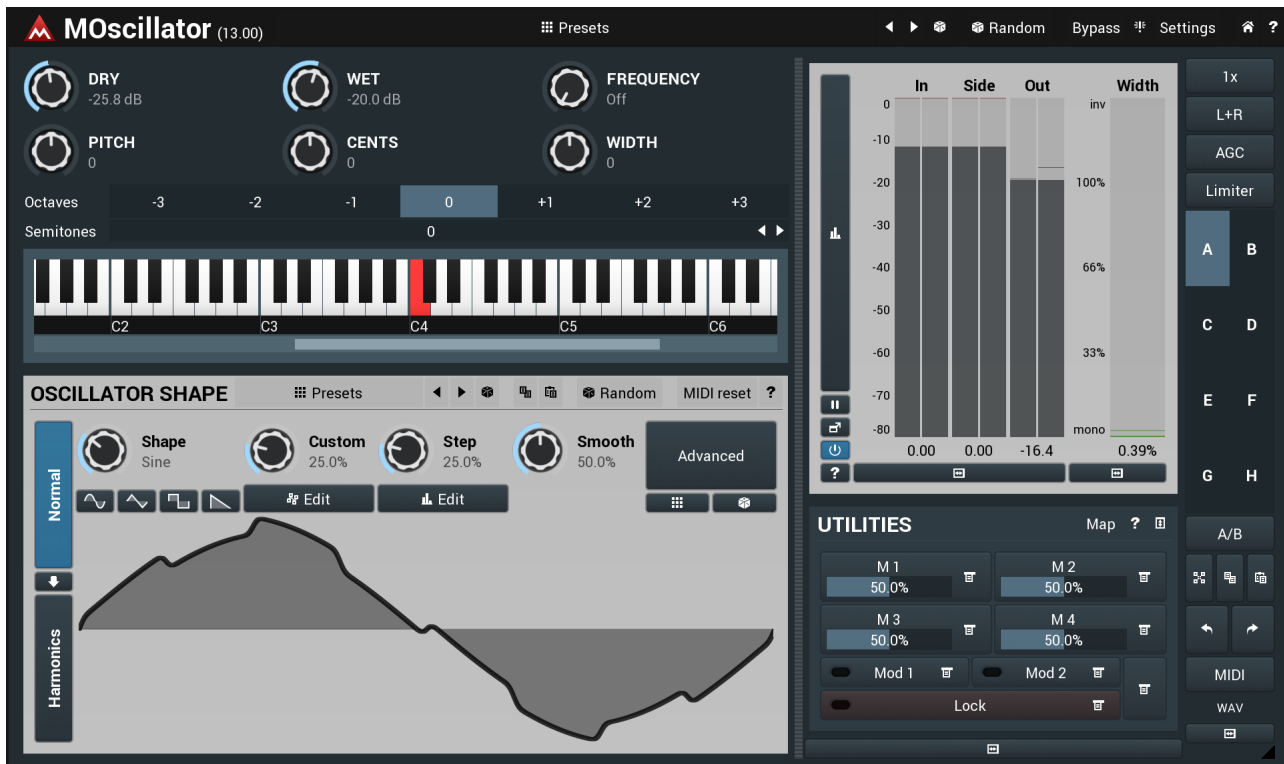 MOscillator (13.00) Presets Random Bypass Settings ?
DRY
-25.8 dB
WET
-20.0 dB
FREQUENCY
Off
PITCH
0
CENTS
0
WIDTH
0
Octaves -3 -2 -1 0 +1 +2 +3
Semitones 0
C2 C3 C4 C5 C6
OSCILLATOR SHAPE Presets Random MIDI reset ?
Normal
Harmonics
Shape
Sine
Custom
25.0%
Step
25.0%
Smooth
50.0%
Advanced
Edit Edit
In Side Out Width
0
-10
-20
-30
-40
-50
-60
-70
-80
inv
100%
66%
33%
mono
0.00 0.00 -16.4 0.39%
?
UTILITIES Map ?
M 1
50.0%
M 2
50.0%
M 3
50.0%
M 4
50.0%
Mod 1 Mod 2
Lock
1x
L+R
AGC
Limiter
A B
C D
E F
G H
A/B
MIDI
WAV